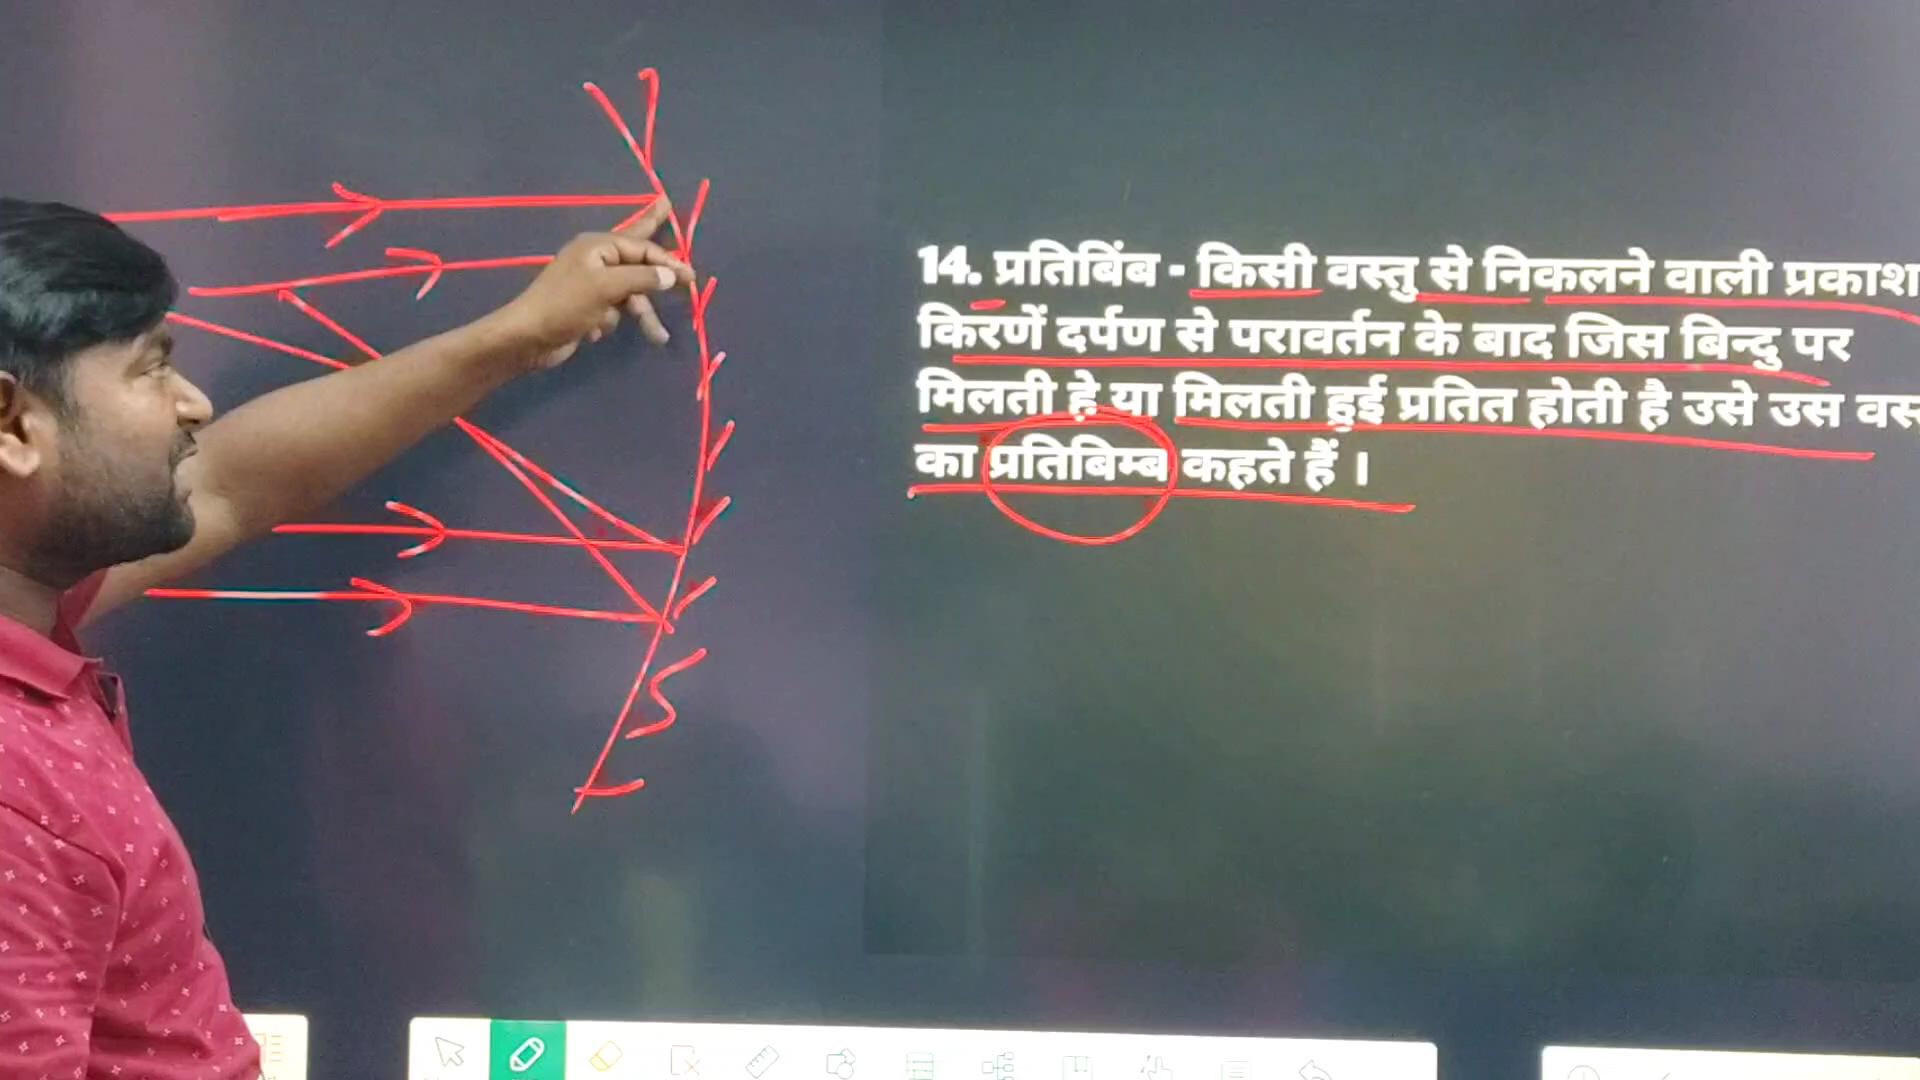 14. प्रतिबिंब - किसी वस्तु से निकलने वाली प्रकाश
किरणें दर्पण से परावर्तन के बाद जिस बिन्दु पर
मिलती हे या मिलती हुई प्रतित होती है उसे उस
का प्रतिबिम्ब कहते हैं ।